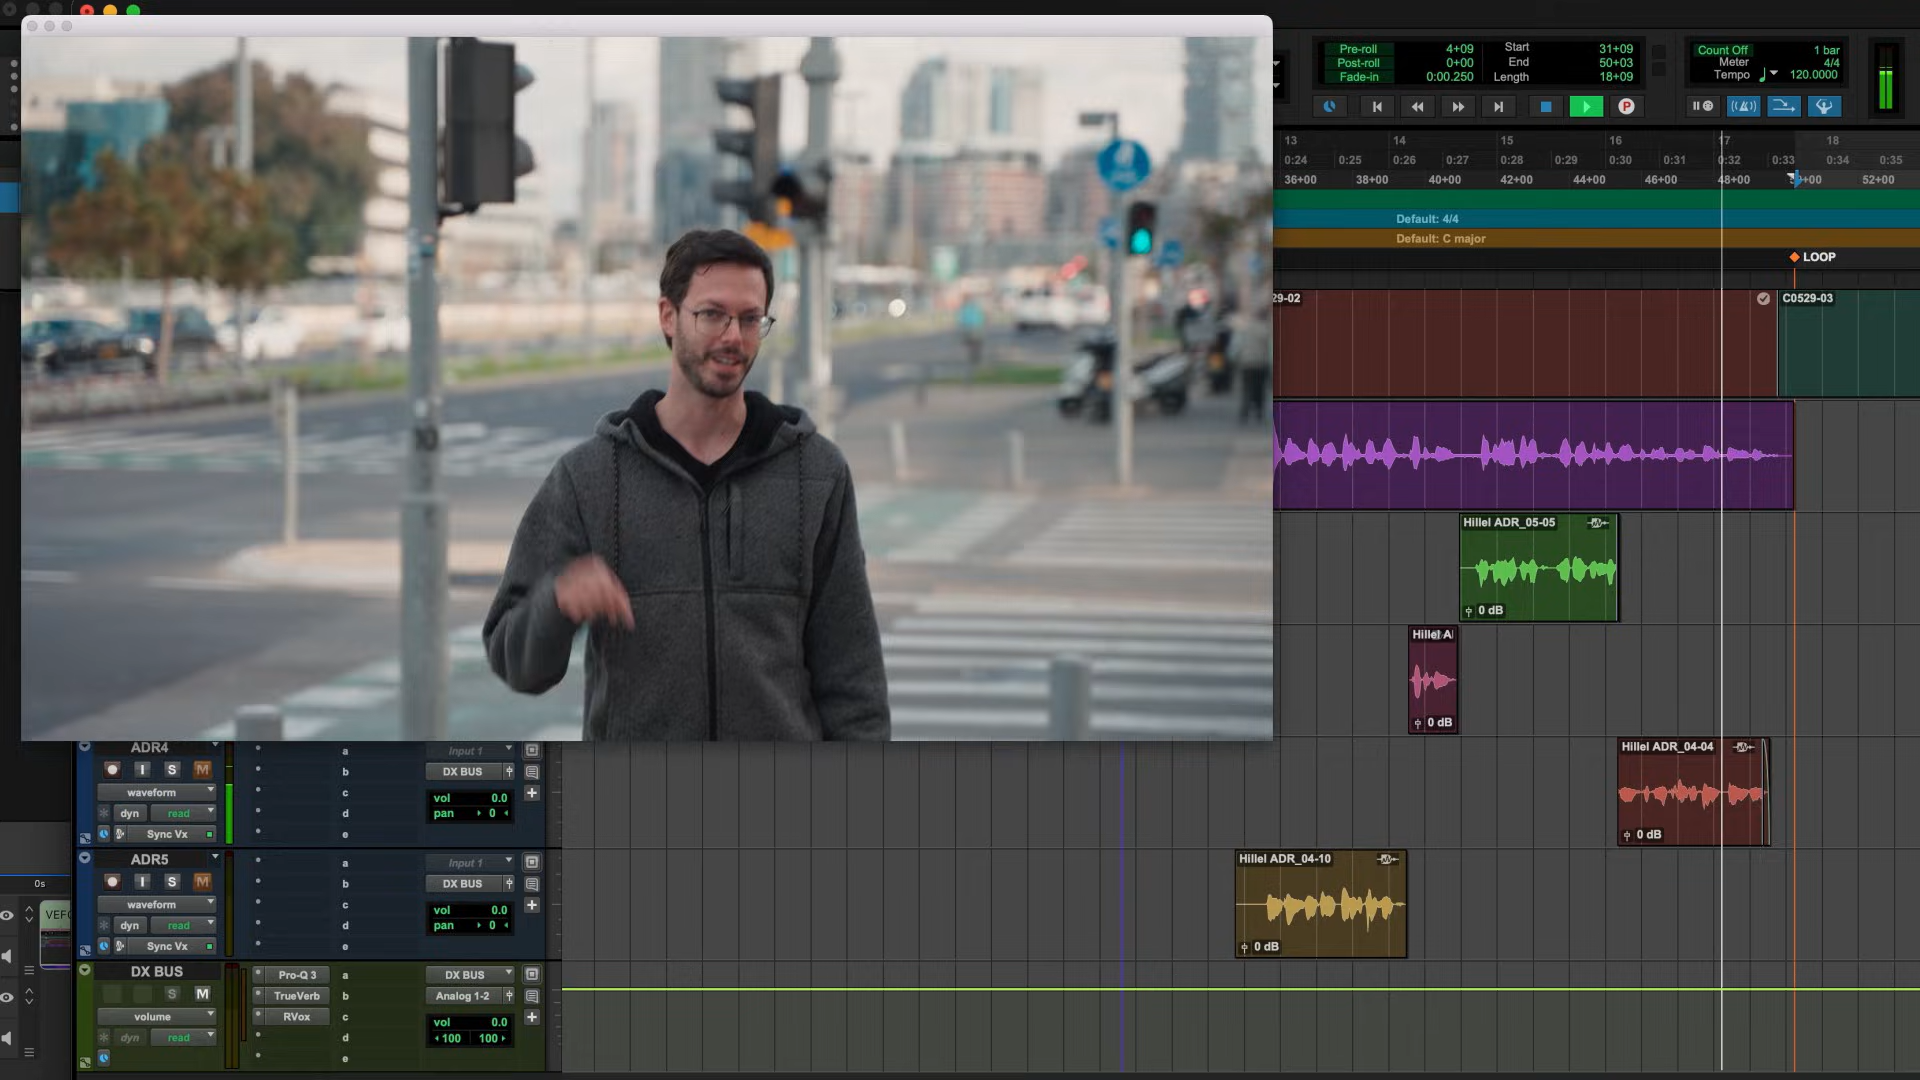 Pre-roll 4+09 Start 31+09
Post-roll 0+00 End 50+03
Fade-in 0:00.250 Length 18+09
Count Off 1 bar
Meter 4/4
Tempo 120.0000
P
13 14 15 16 17 18
0:24 0:25 0:26 0:27 0:28 0:29 0:30 0:31 0:32 0:33 0:34 0:35
36+00 38+00 40+00 42+00 44+00 46+00 48+00 52+00
Default: 4/4
Default: C major
LOOP
29-02
C0529-03
Hillel ADR_05-05
0 dB
Hillel A
0 dB
Hillel ADR_04-04
0 dB
Hillel ADR_04-10
0 dB
ADR4
I S M
waveform
dyn read
Sync Vx
a Input 1
b DX BUS
c vol 0.0
d pan 0
e
ADR5
I S M
waveform
dyn read
Sync Vx
a Input 1
b DX BUS
c vol 0.0
d pan 0
e
DX BUS
S M
volume
dyn read
Pro-Q 3 a DX BUS
TrueVerb b Analog 1-2
RVox c
vol 0.0
d 100 100
e
0s
VEFC